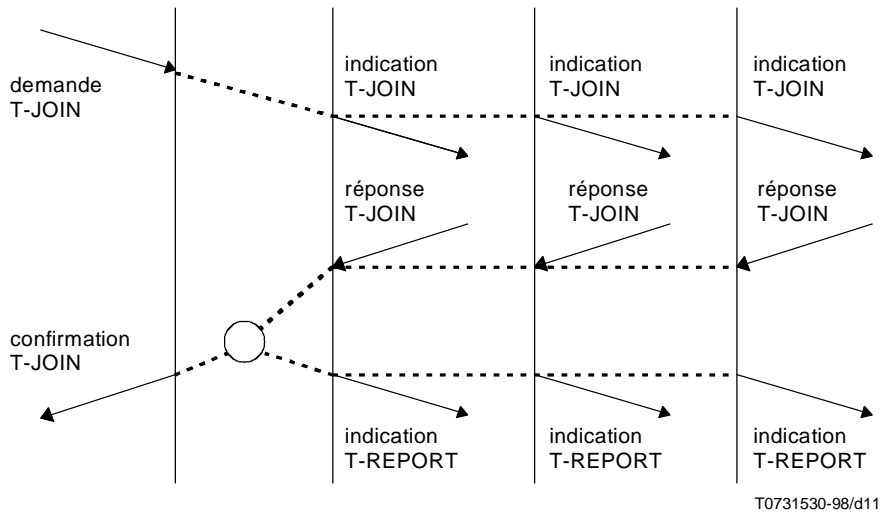 demande
T-JOIN
indication
T-JOIN
indication
T-JOIN
indication
T-JOIN
réponse
T-JOIN
réponse
T-JOIN
réponse
T-JOIN
confirmation
T-JOIN
indication
T-REPORT
indication
T-REPORT
indication
T-REPORT
T0731530-98/d11